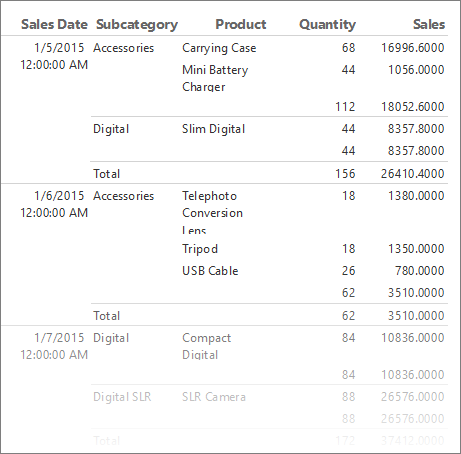 Sales Date Subcategory Product Quantity Sales
1/5/2015 Accessories Carrying Case 68 16996.6000
12:00:00 AM Mini Battery 44 1056.0000
Charger
112 18052.6000
Digital Slim Digital 44 8357.8000
44 8357.8000
Total 156 26410.4000
1/6/2015 Accessories Telephoto 18 1380.0000
12:00:00 AM Conversion
Lens
Tripod 18 1350.0000
USB Cable 26 780.0000
62 3510.0000
Total 62 3510.0000
1/7/2015 Digital Compact 84 10836.0000
12:00:00 AM Digital
84 10836.0000
Digital SLR SLR Camera 88 26576.0000
88 26576.0000
Total 172 37412.0000